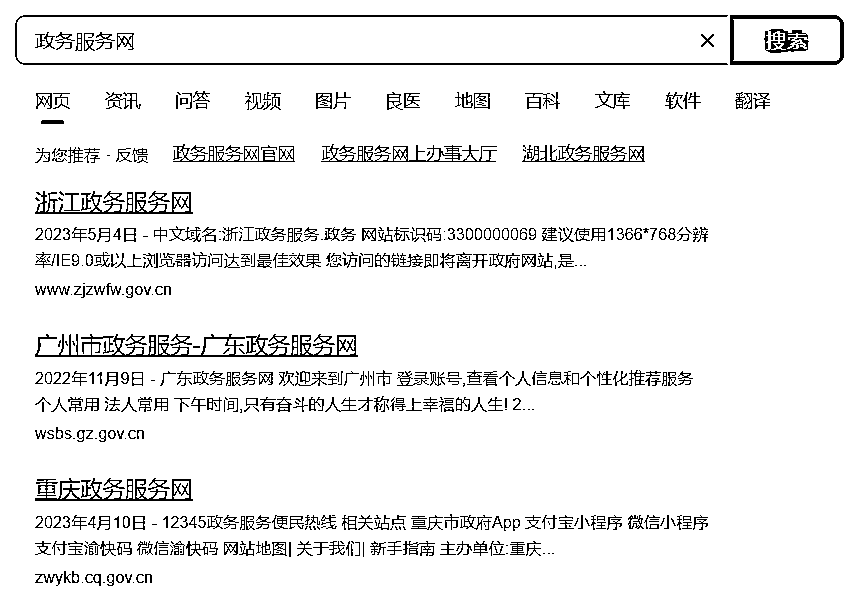 政务服务网 × 搜索
网页 资讯 问答 视频 图片 良医 地图 百科 文库 软件 翻译
为您推荐 - 反馈 政务服务网官网 政务服务网上办事大厅 湖北政务服务网
浙江政务服务网
2023年5月4日 - 中文域名:浙江政务服务.政务 网站标识码:3300000069 建议使用1366*768分辨
率/IE9.0或以上浏览器访问达到最佳效果 您访问的链接即将离开政府网站,是...
www.zjzwfw.gov.cn
广州市政务服务-广东政务服务网
2022年11月9日 - 广东政务服务网 欢迎来到广州市 登录账号,查看个人信息和个性化推荐服务
个人常用 法人常用 下午时间,只有奋斗的人生才称得上幸福的人生! 2...
wsbs.gz.gov.cn
重庆政务服务网
2023年4月10日 - 12345政务服务便民热线 相关站点 重庆市政府App 支付宝小程序 微信小程序
支付宝渝快码 微信渝快码 网站地图| 关于我们| 新手指南 主办单位:重庆...
zwykb.cq.gov.cn